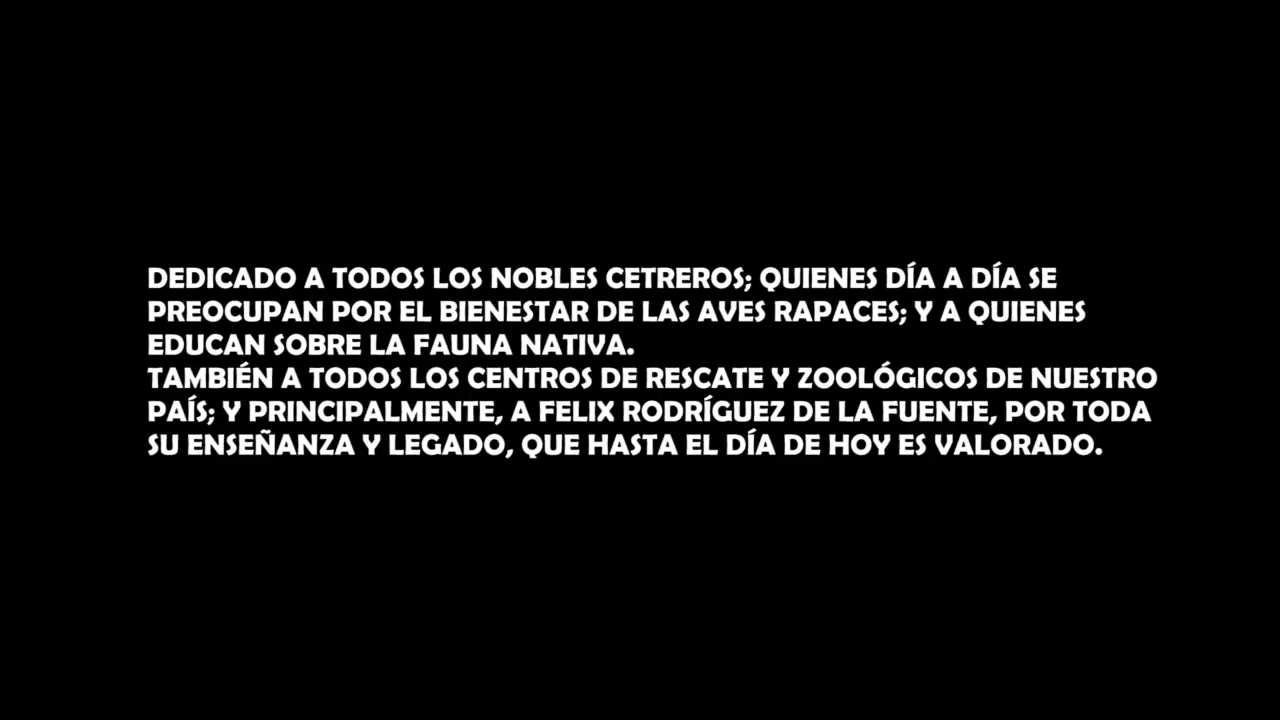 DEDICADO A TODOS LOS NOBLES CETREROS; QUIENES DÍA A DÍA SE
PREOCUPAN POR EL BIENESTAR DE LAS AVES RAPACES; Y A QUIENES
EDUCAN SOBRE LA FAUNA NATIVA.
TAMBIÉN A TODOS LOS CENTROS DE RESCATE Y ZOOLÓGICOS DE NUESTRO
PAÍS; Y PRINCIPALMENTE, A FELIX RODRÍGUEZ DE LA FUENTE, POR TODA
SU ENSEÑANZA Y LEGADO, QUE HASTA EL DÍA DE HOY ES VALORADO.